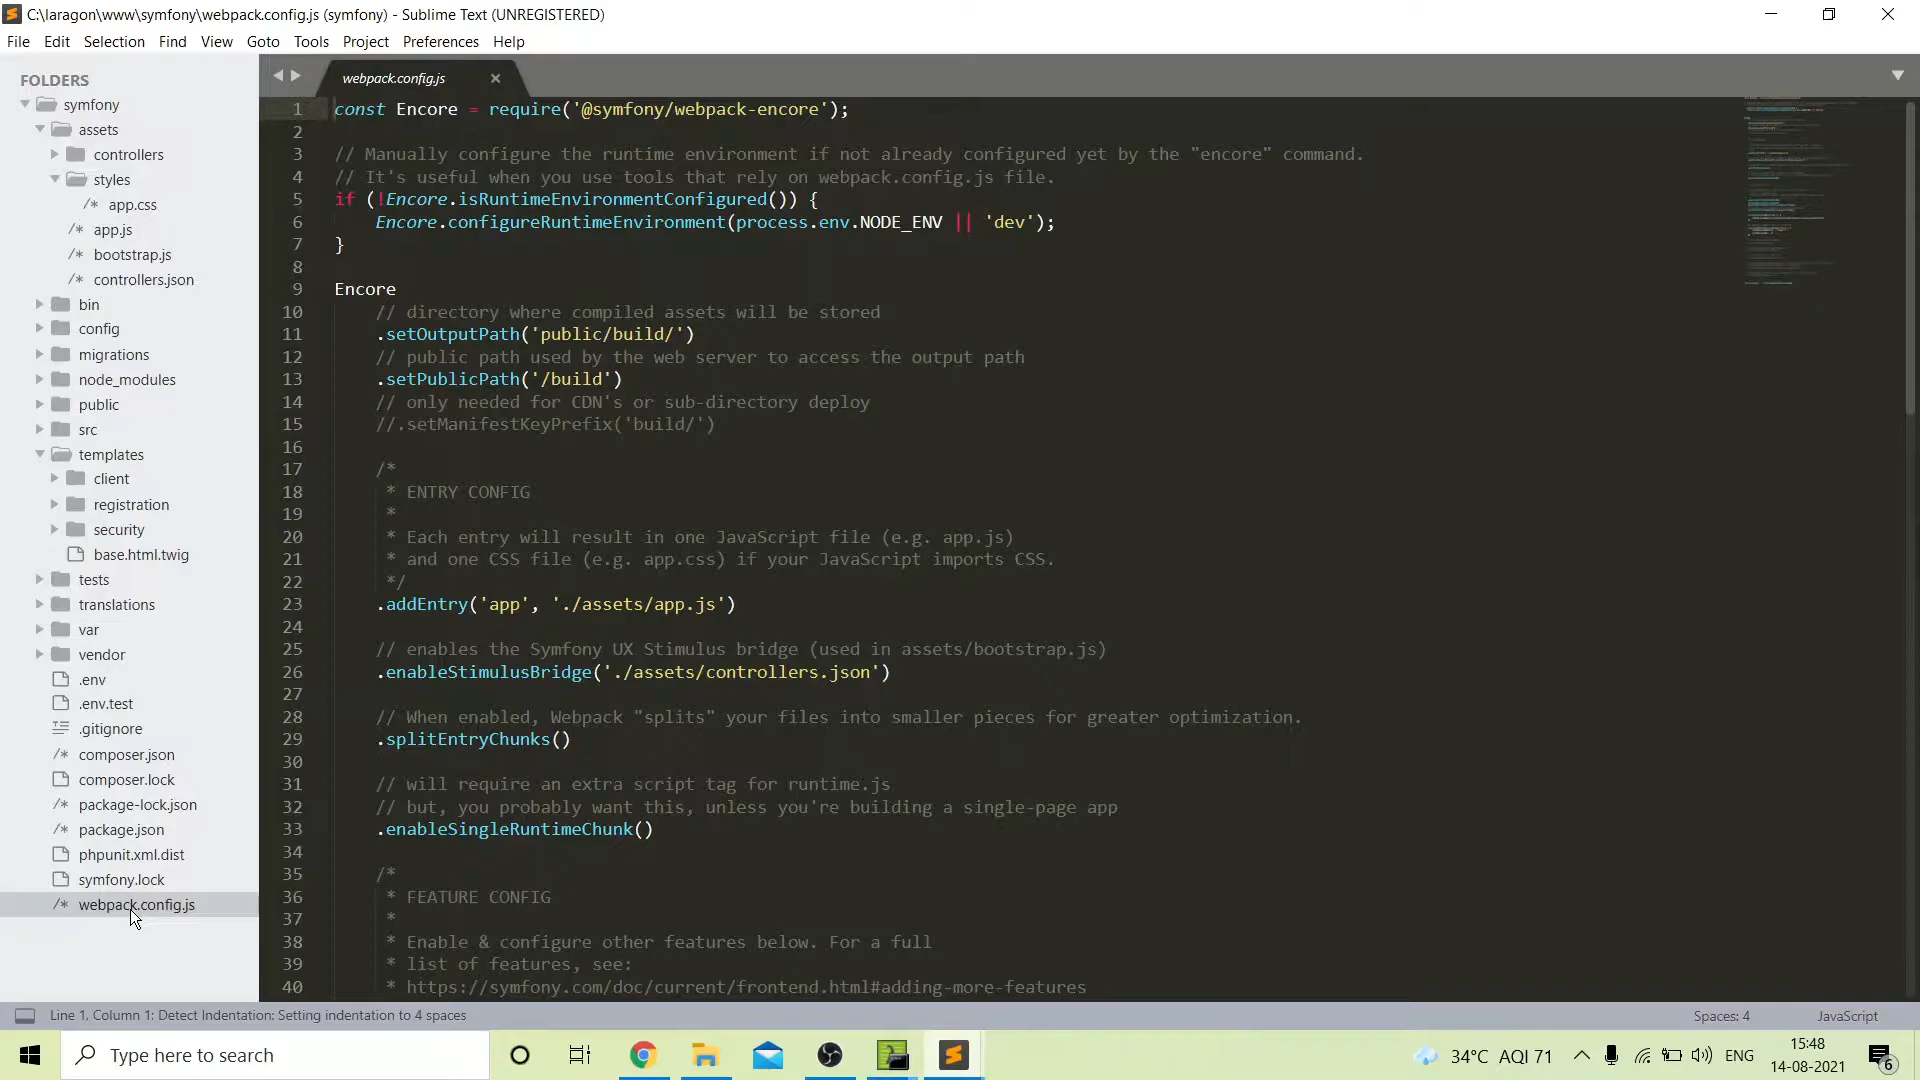 C:\laragon\www\symfony\webpack.config.js (symfony) - Sublime Text (UNREGISTERED)
File Edit Selection Find View Goto Tools Project Preferences Help
FOLDERS
symfony
assets
controllers
styles
/* app.css
/* app.js
/* bootstrap.js
/* controllers.json
bin
config
migrations
node_modules
public
src
templates
client
registration
security
base.html.twig
tests
translations
var
vendor
.env
.env.test
.gitignore
/* composer.json
composer.lock
/* package-lock.json
/* package.json
phpunit.xml.dist
symfony.lock
/* webpack.config.js
webpack.config.js
1 const Encore = require('@symfony/webpack-encore');
2
3 // Manually configure the runtime environment if not already configured yet by the "encore" command.
4 // It's useful when you use tools that rely on webpack.config.js file.
5 if (!Encore.isRuntimeEnvironmentConfigured()) {
6 Encore.configureRuntimeEnvironment(process.env.NODE_ENV || 'dev');
7 }
8
9 Encore
10 // directory where compiled assets will be stored
11 .setOutputPath('public/build/')
12 // public path used by the web server to access the output path
13 .setPublicPath('/build')
14 // only needed for CDN's or sub-directory deploy
15 //.setManifestKeyPrefix('build/')
16
17 /*
18 * ENTRY CONFIG
19 *
20 * Each entry will result in one JavaScript file (e.g. app.js)
21 * and one CSS file (e.g. app.css) if your JavaScript imports CSS.
22 */
23 .addEntry('app', './assets/app.js')
24
25 // enables the Symfony UX Stimulus bridge (used in assets/bootstrap.js)
26 .enableStimulusBridge('./assets/controllers.json')
27
28 // When enabled, Webpack "splits" your files into smaller pieces for greater optimization.
29 .splitEntryChunks()
30
31 // will require an extra script tag for runtime.js
32 // but, you probably want this, unless you're building a single-page app
33 .enableSingleRuntimeChunk()
34
35 /*
36 * FEATURE CONFIG
37 *
38 * Enable & configure other features below. For a full
39 * list of features, see:
40 * https://symfony.com/doc/current/frontend.html#adding-more-features
Line 1, Column 1: Detect Indentation: Setting indentation to 4 spaces
Spaces: 4
JavaScript
Type here to search
34°C AQI 71
ENG
15:48
14-08-2021
6